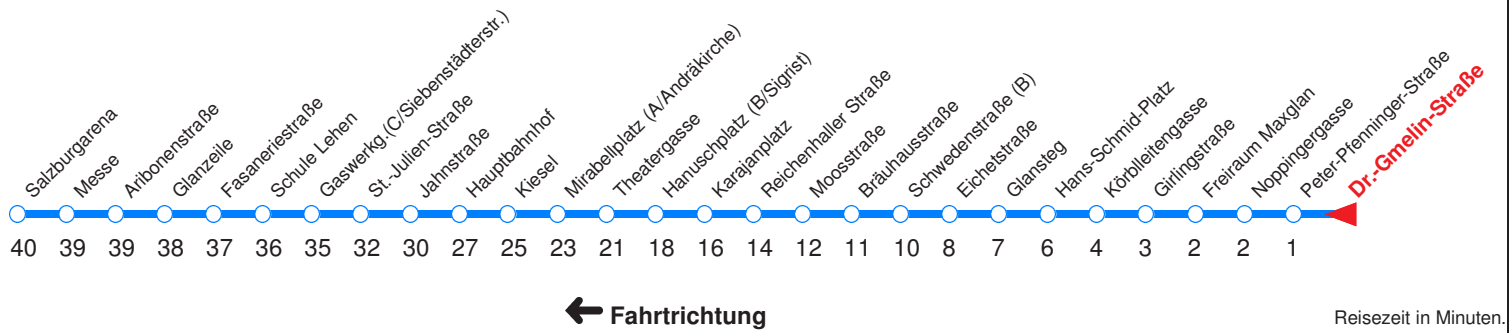 Salzburgarena
Messe
Aribonenstraße
Glanzeile
Fasaneriestraße
Schule Lehen
Gaswerkg.(C/Siebenstädterstr.)
St.-Julien-Straße
Jahnstraße
Hauptbahnhof
Kiesel
Mirabellplatz (A/Andräkirche)
Theatergasse
Hanuschplatz (B/Sigrist)
Karajanplatz
Reichenhaller Straße
Moosstraße
Bräuhausstraße
Schwedenstraße (B)
Eichetstraße
Glansteg
Hans-Schmid-Platz
Körblleitengasse
Girlingstraße
Freiraum Maxglan
Noppingergasse
Peter-Pfenninger-Straße
Dr.-Gmelin-Straße
40 39 39 38 37 36 35 32 30 27 25 23 21 18 16 14 12 11 10 8 7 6 4 3 2 2 1
Fahrtrichtung
Reisezeit in Minuten.